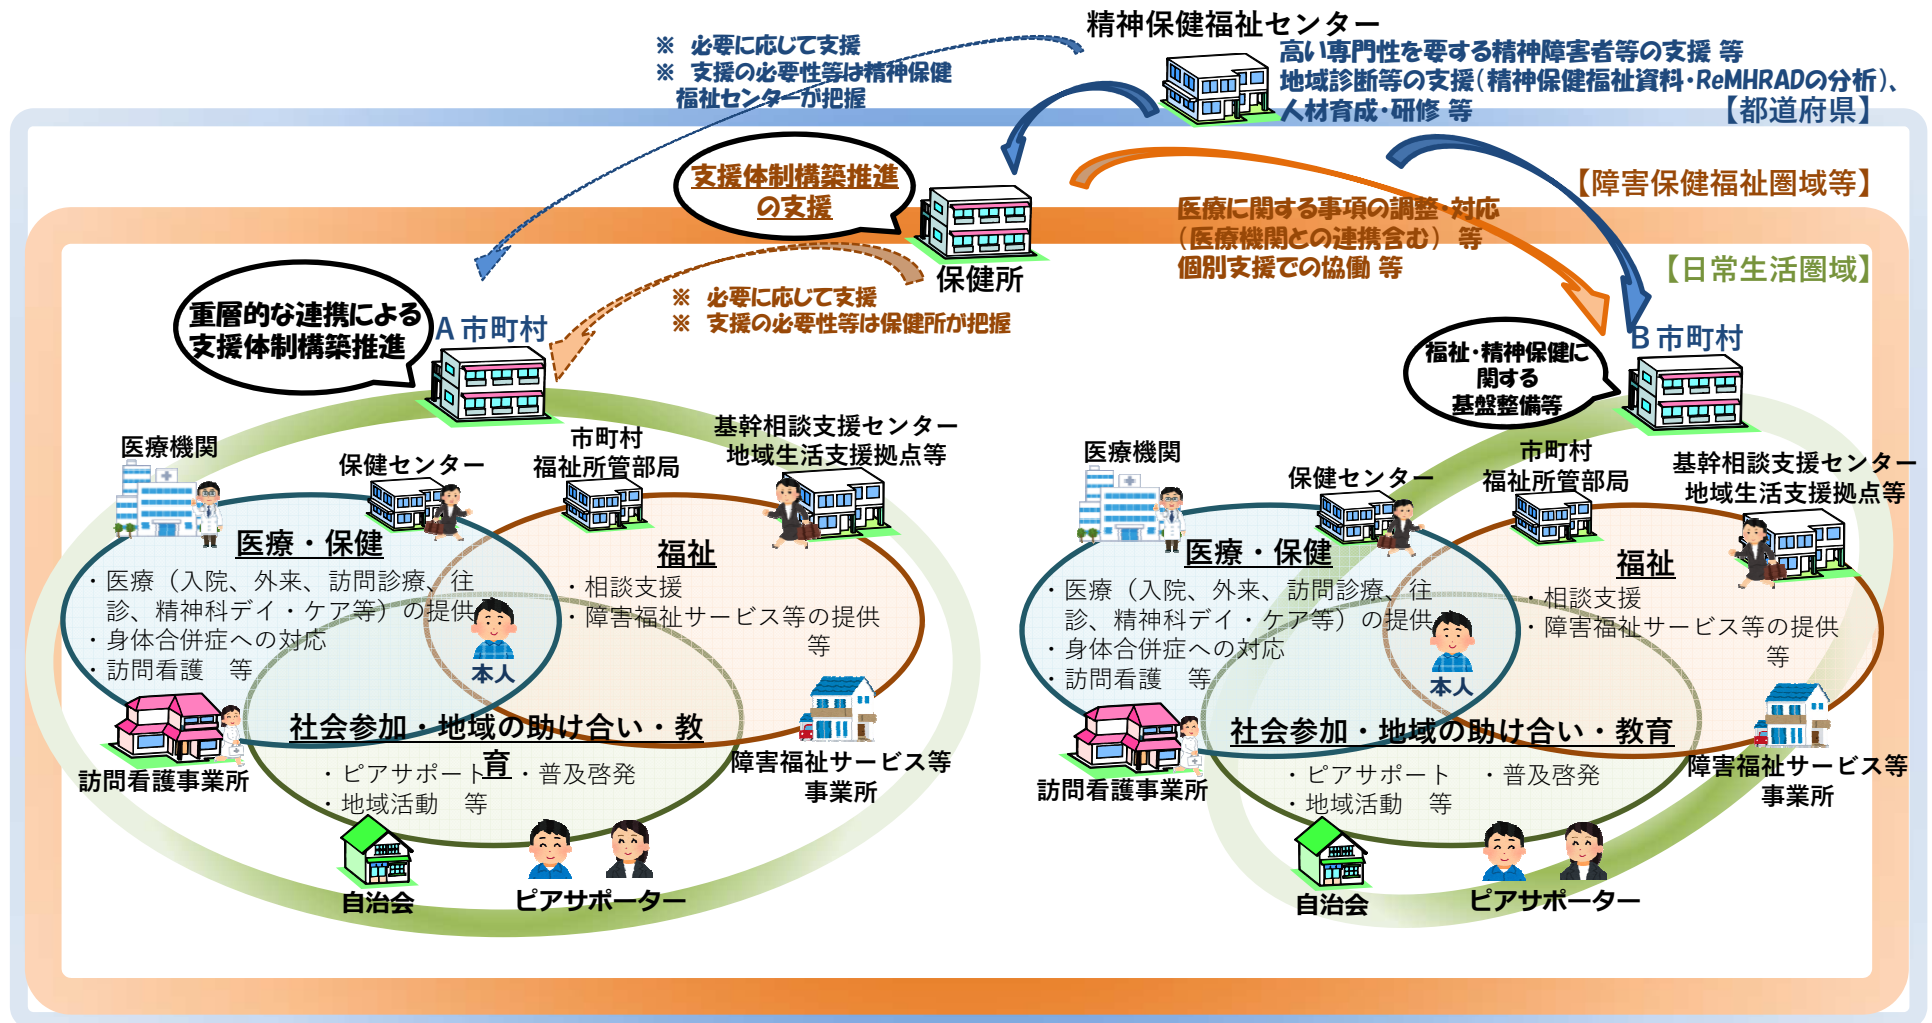 精神保健福祉センター
高い専門性を要する精神障害者等の支援 等
地域診断等の支援(精神保健福祉資料・ReMHRADの分析)、
人材育成・研修 等
【都道府県】
※ 必要に応じて支援
※ 支援の必要性等は精神保健
福祉センターが把握
支援体制構築推進
の支援
保健所
【障害保健福祉圏域等】
医療に関する事項の調整・対応
(医療機関との連携含む) 等
個別支援での協働 等
【日常生活圏域】
※ 必要に応じて支援
※ 支援の必要性等は保健所が把握
重層的な連携による
支援体制構築推進
A市町村
医療機関
保健センター
市町村
福祉所管部局
基幹相談支援センター
地域生活支援拠点等
医療・保健
・医療（入院、外来、訪問診療、往
診、精神科デイ・ケア等）の提供
・身体合併症への対応
・訪問看護 等
福祉
・相談支援
・障害福祉サービス等の提供
等
本人
社会参加・地域の助け合い・教
育
・ピアサポート ・普及啓発
・地域活動 等
訪問看護事業所
障害福祉サービス等
事業所
自治会
ピアサポーター
福祉・精神保健に
関する
基盤整備等
B市町村
医療機関
保健センター
市町村
福祉所管部局
基幹相談支援センター
地域生活支援拠点等
医療・保健
・医療（入院、外来、訪問診療、往
診、精神科デイ・ケア等）の提供
・身体合併症への対応
・訪問看護 等
福祉
・相談支援
・障害福祉サービス等の提供
等
本人
社会参加・地域の助け合い・教育
・ピアサポート ・普及啓発
・地域活動 等
訪問看護事業所
障害福祉サービス等
事業所
自治会
ピアサポーター